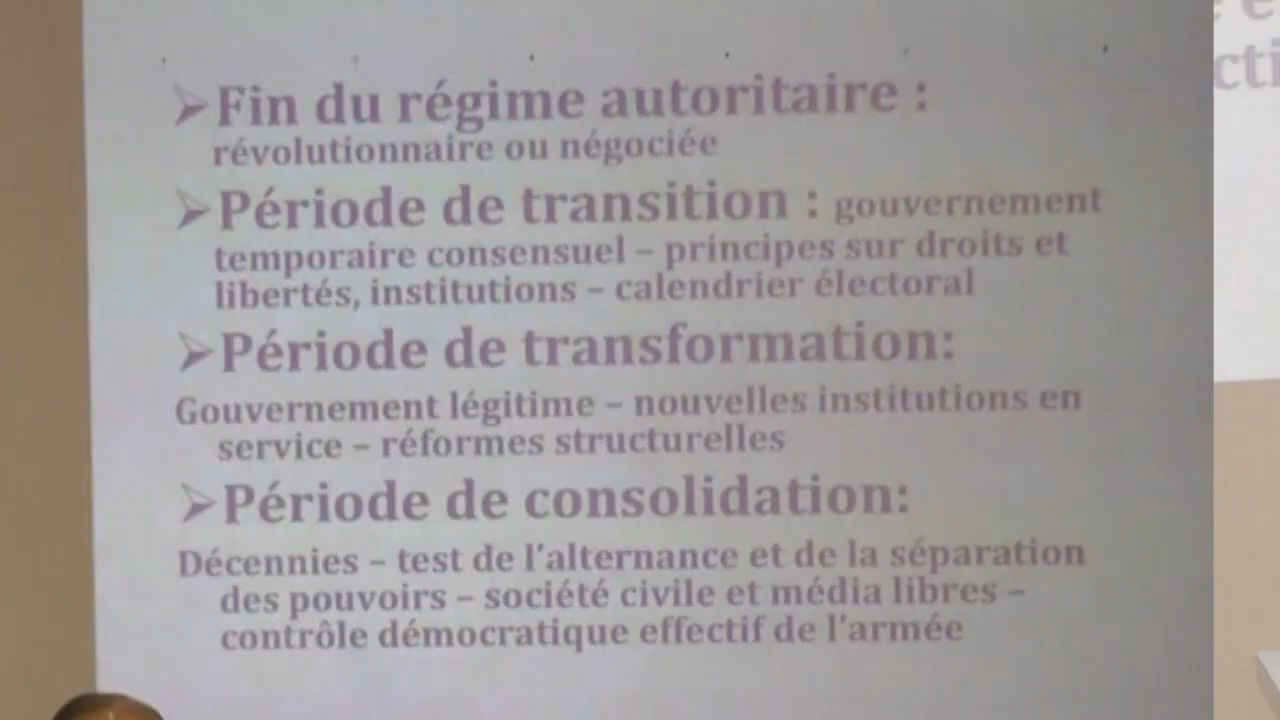 ➢Fin du régime autoritaire :
révolutionnaire ou négociée
➢Période de transition : gouvernement
temporaire consensuel – principes sur droits et
libertés, institutions – calendrier électoral
➢Période de transformation:
Gouvernement légitime – nouvelles institutions en
service – réformes structurelles
➢Période de consolidation:
Décennies – test de l'alternance et de la séparation
des pouvoirs – société civile et média libres –
contrôle démocratique effectif de l'armée